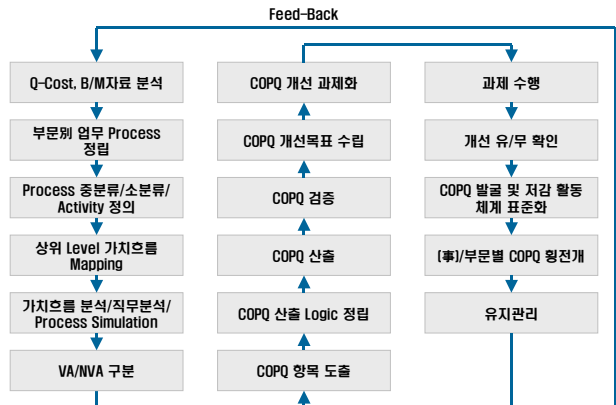 Feed-Back
Q-Cost, B/M자료 분석
부문別 업무 Process
정립
Process 중분류/소분류/
Activity 정의
상위 Level 가치흐름
Mapping
가치흐름 분석/직무분석/
Process Simulation
VA/NVA 구분
COPQ 개선 과제화
COPQ 개선목표 수립
COPQ 검증
COPQ 산출
COPQ 산출 Logic 정립
COPQ 항목 도출
과제 수행
개선 유/무 확인
COPQ 발굴 및 저감 활동
체계 표준화
(事)/부문별 COPQ 횡전개
유지관리